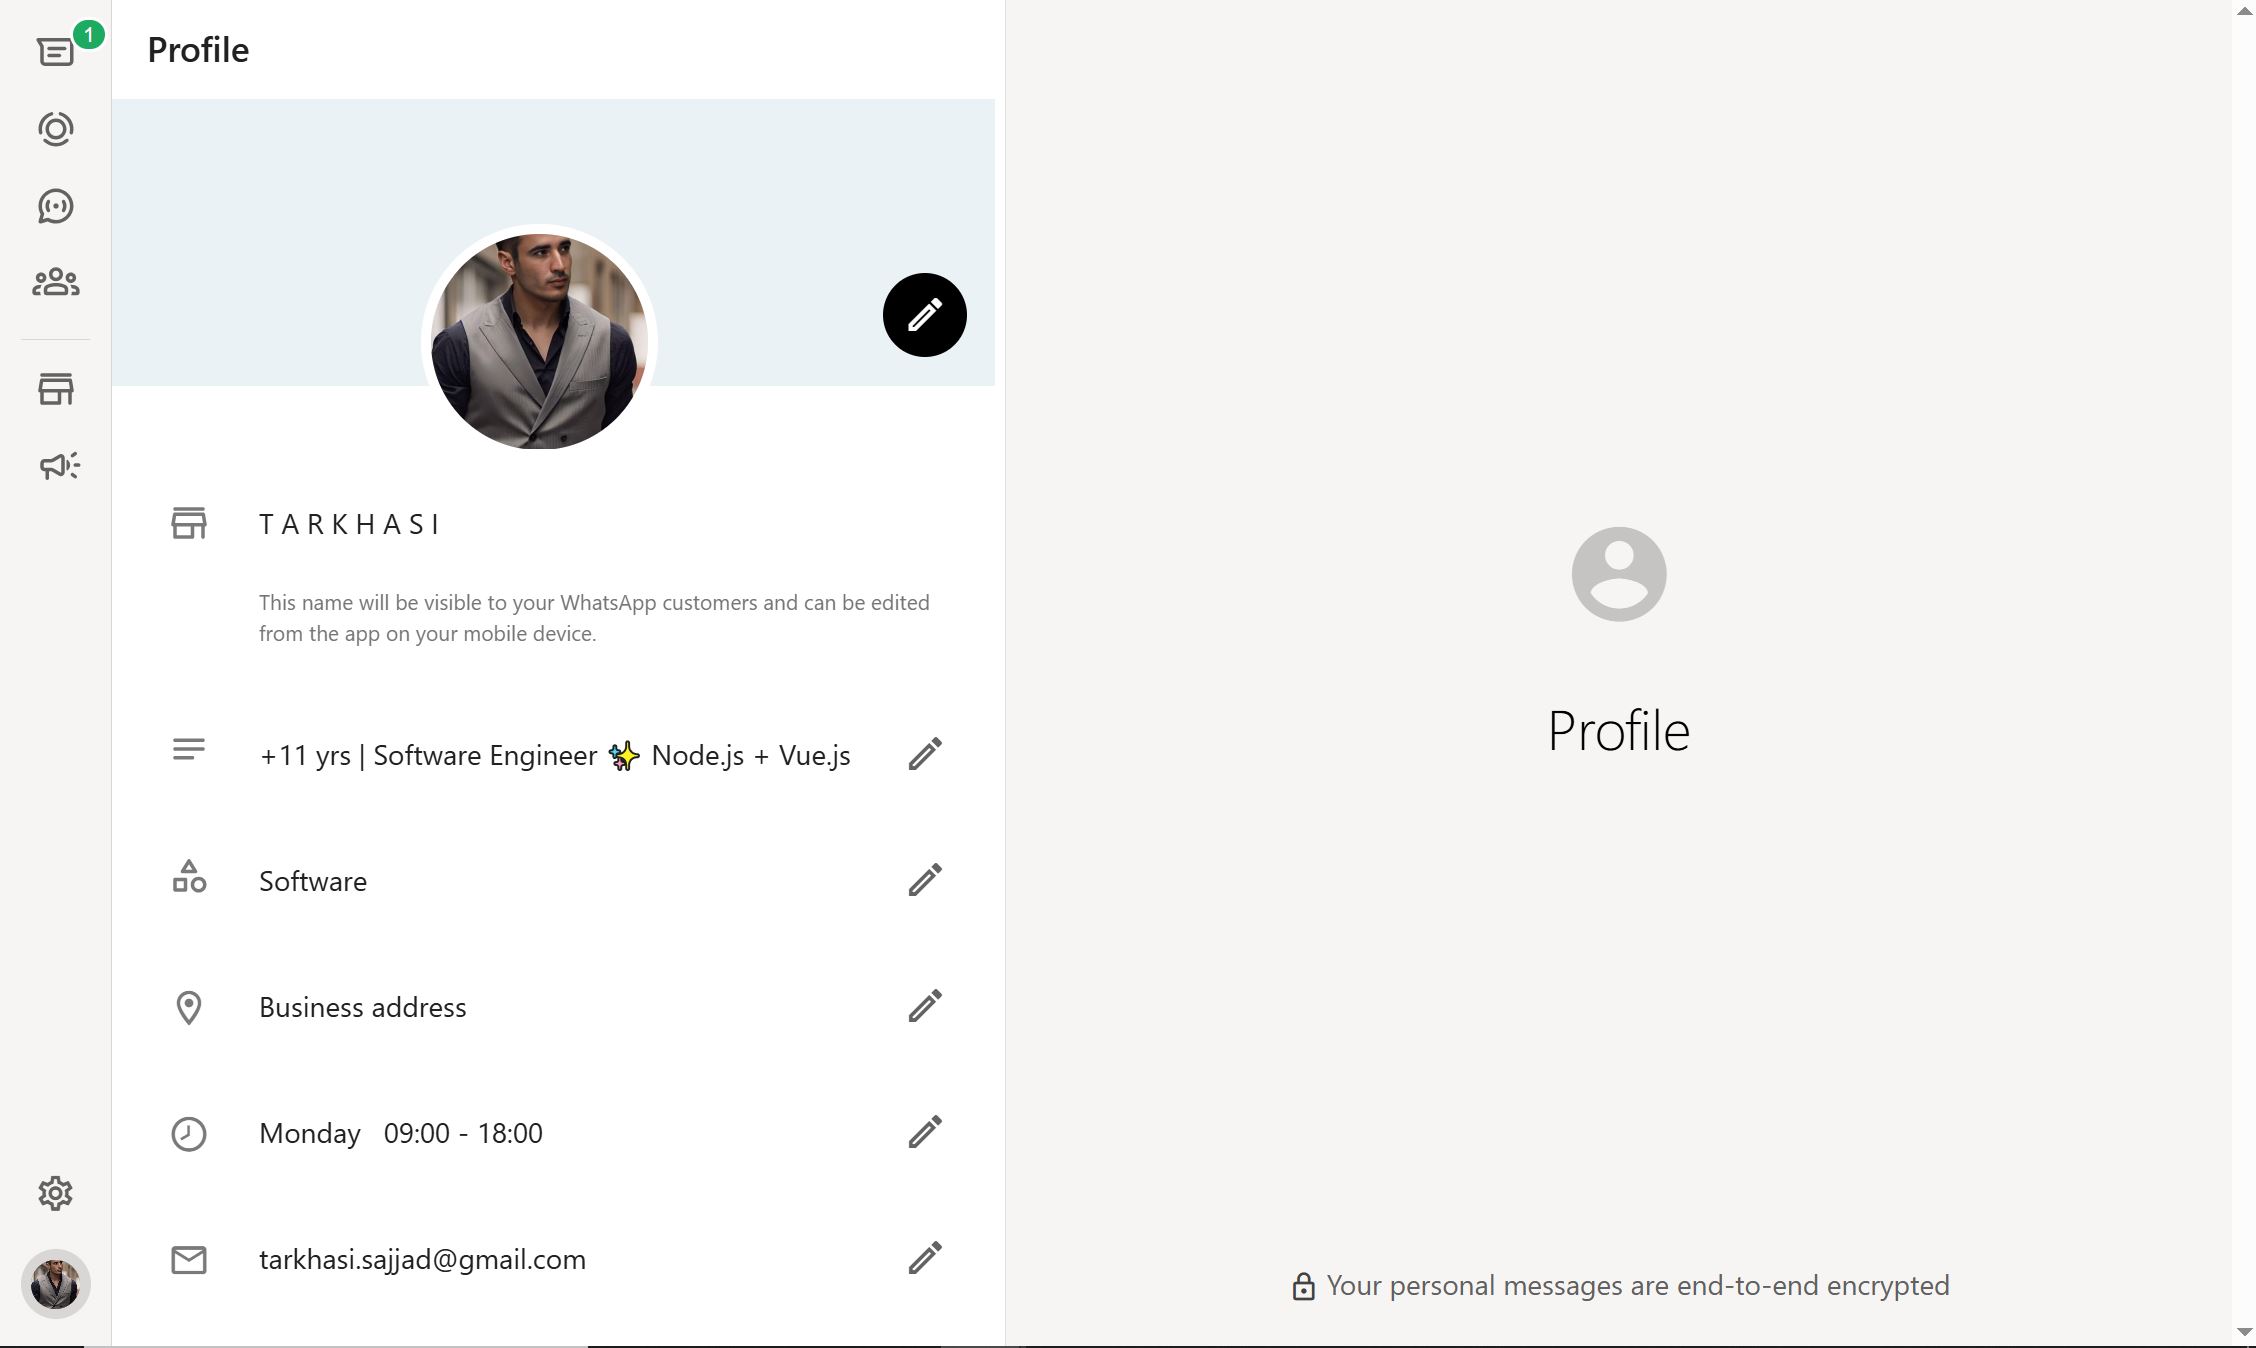 1
Profile
T A R K H A S I
This name will be visible to your WhatsApp customers and can be edited
from the app on your mobile device.
+11 yrs | Software Engineer ✨ Node.js + Vue.js
Software
Business address
Monday 09:00 - 18:00
tarkhasi.sajjad@gmail.com
Profile
Your personal messages are end-to-end encrypted